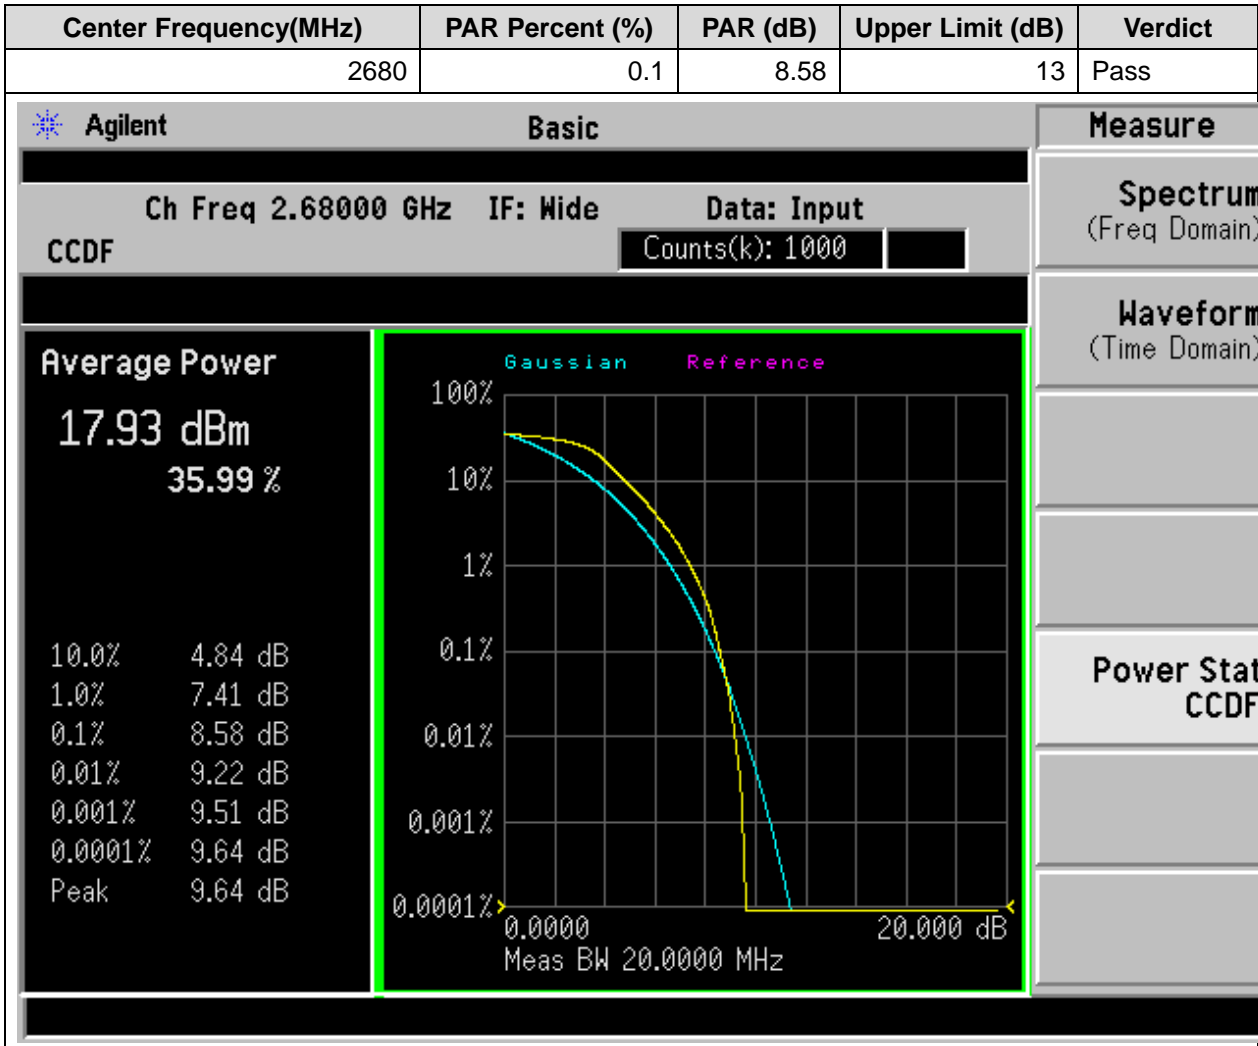 Center Frequency(MHz) PAR Percent (%) PAR (dB) Upper Limit (dB) Verdict
2680 0.1 8.58 13 Pass
Agilent Basic Measure
Ch Freq 2.68000 GHz IF: Wide Data: Input
CCDF Counts(k): 1000
Spectrum
(Freq Domain)
Waveform
(Time Domain)
Power Stat
CCDF
Average Power
17.93 dBm
35.99 %
10.0% 4.84 dB
1.0% 7.41 dB
0.1% 8.58 dB
0.01% 9.22 dB
0.001% 9.51 dB
0.0001% 9.64 dB
Peak 9.64 dB
Gaussian Reference
100%
10%
1%
0.1%
0.01%
0.001%
0.0001%
0.0000 20.000 dB
Meas BW 20.0000 MHz